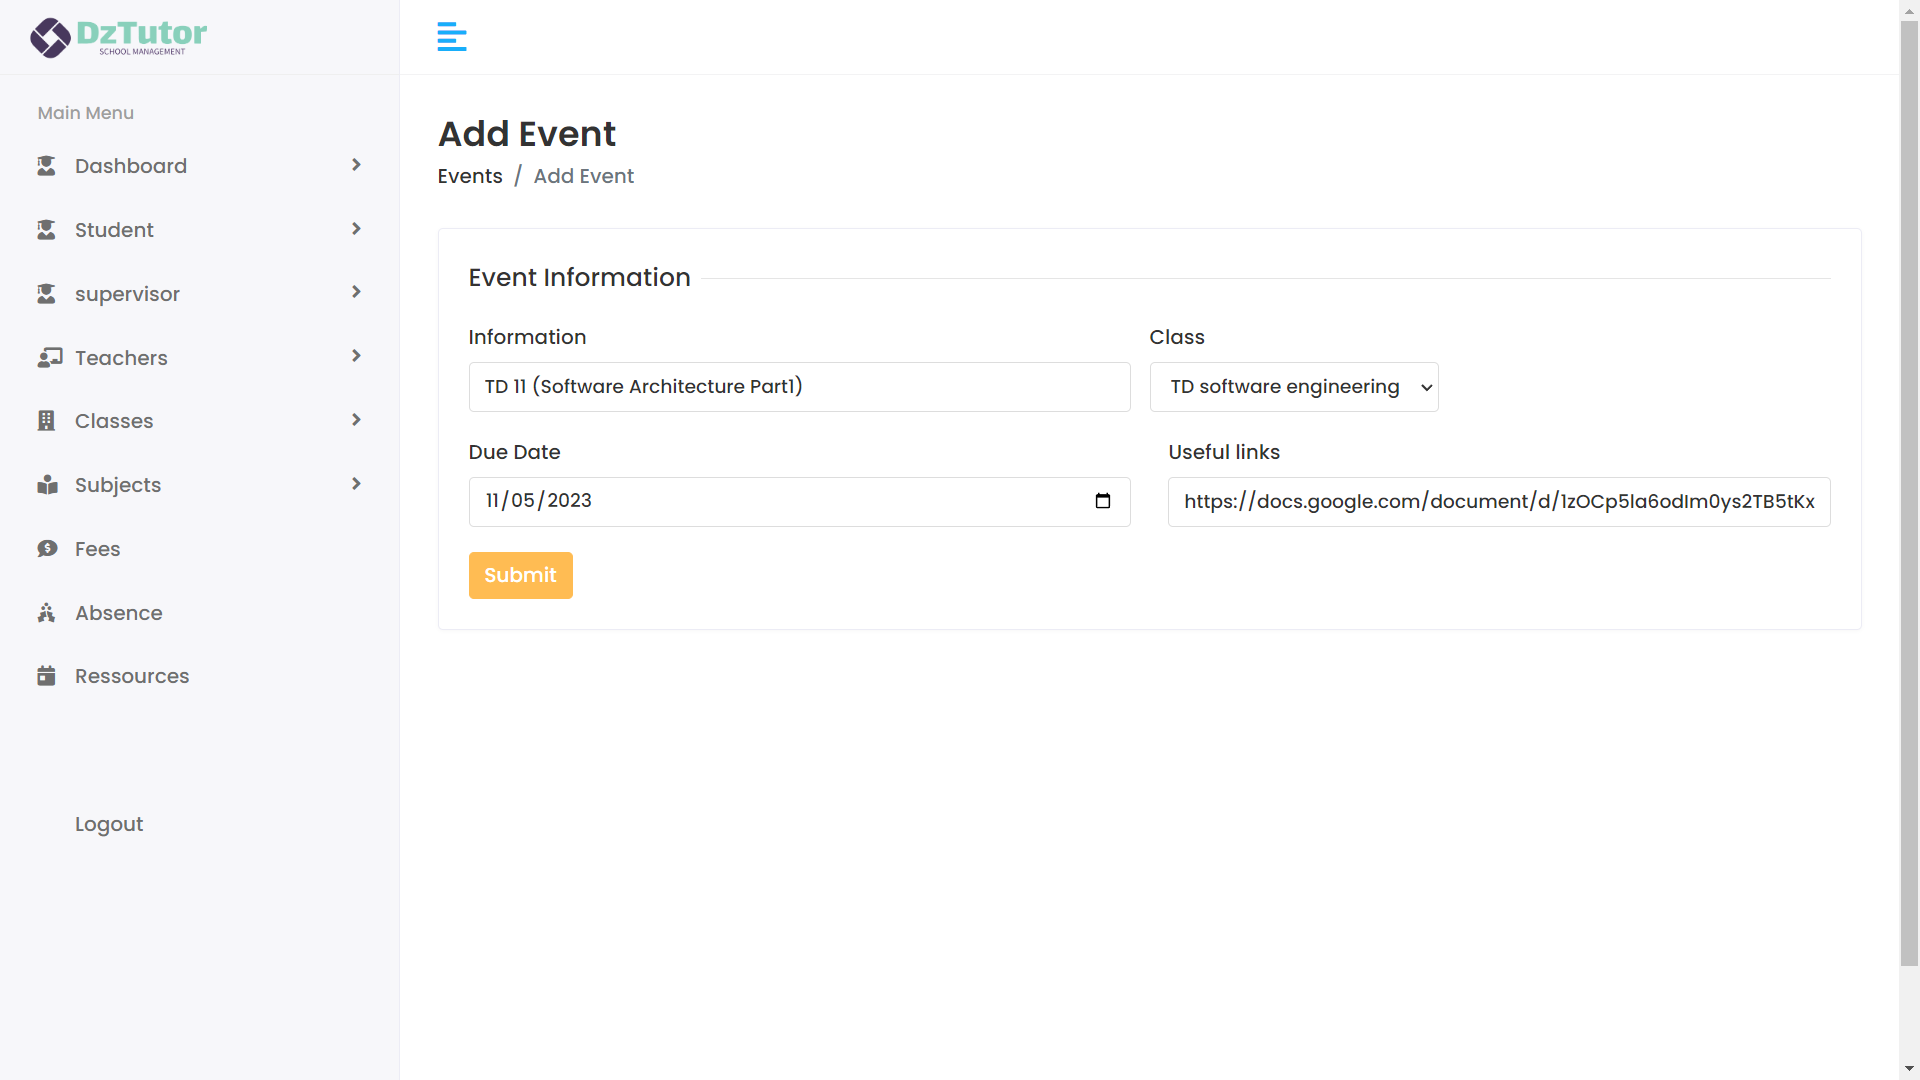 DzTutor
SCHOOL MANAGEMENT
Main Menu
Dashboard
Student
supervisor
Teachers
Classes
Subjects
Fees
Absence
Ressources
Logout
Add Event
Events / Add Event
Event Information
Information
Class
TD 11 (Software Architecture Part1)
TD software engineering
Due Date
Useful links
11/05/2023
https://docs.google.com/document/d/1zOCp5la6odIm0ys2TB5tKx
Submit